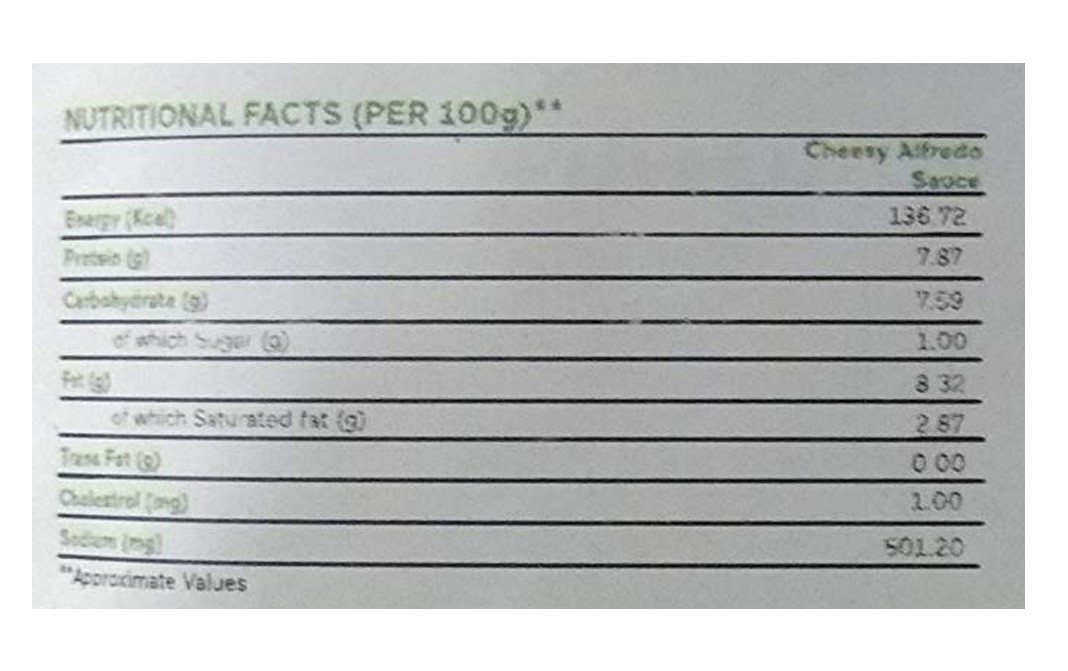 NUTRITIONAL FACTS (PER 100g)**
Cheesy Alfredo
Sauce
Energy (Kcal) 136.72
Protein (g) 7.87
Carbohydrate (g) 7.59
of which Sugar (g) 1.00
Fat (g) 8.32
of which Saturated fat (g) 2.87
Trans Fat (g) 0.00
Cholestrol (mg) 1.00
Sodium (mg) 501.20
**Approximate Values